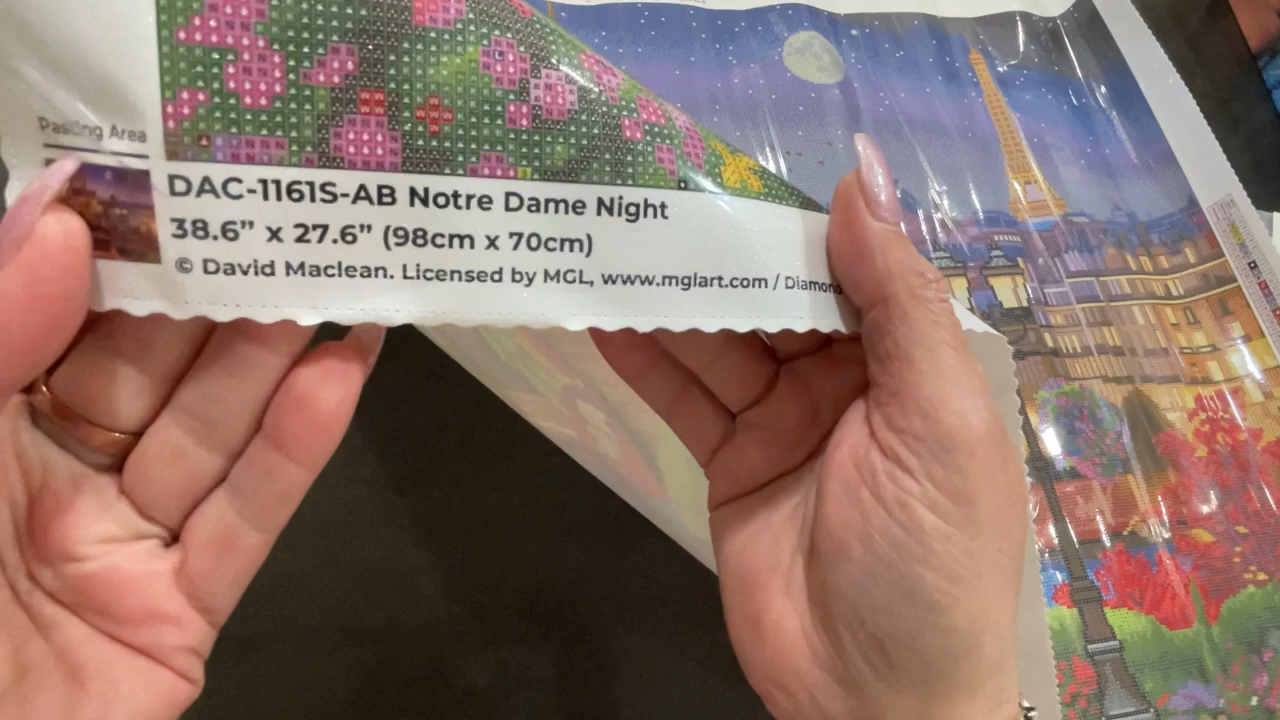 Pasting Area
DAC-1161S-AB Notre Dame Night
38.6” x 27.6” (98cm x 70cm)
© David Maclean. Licensed by MGL, www.mglart.com / Diamon